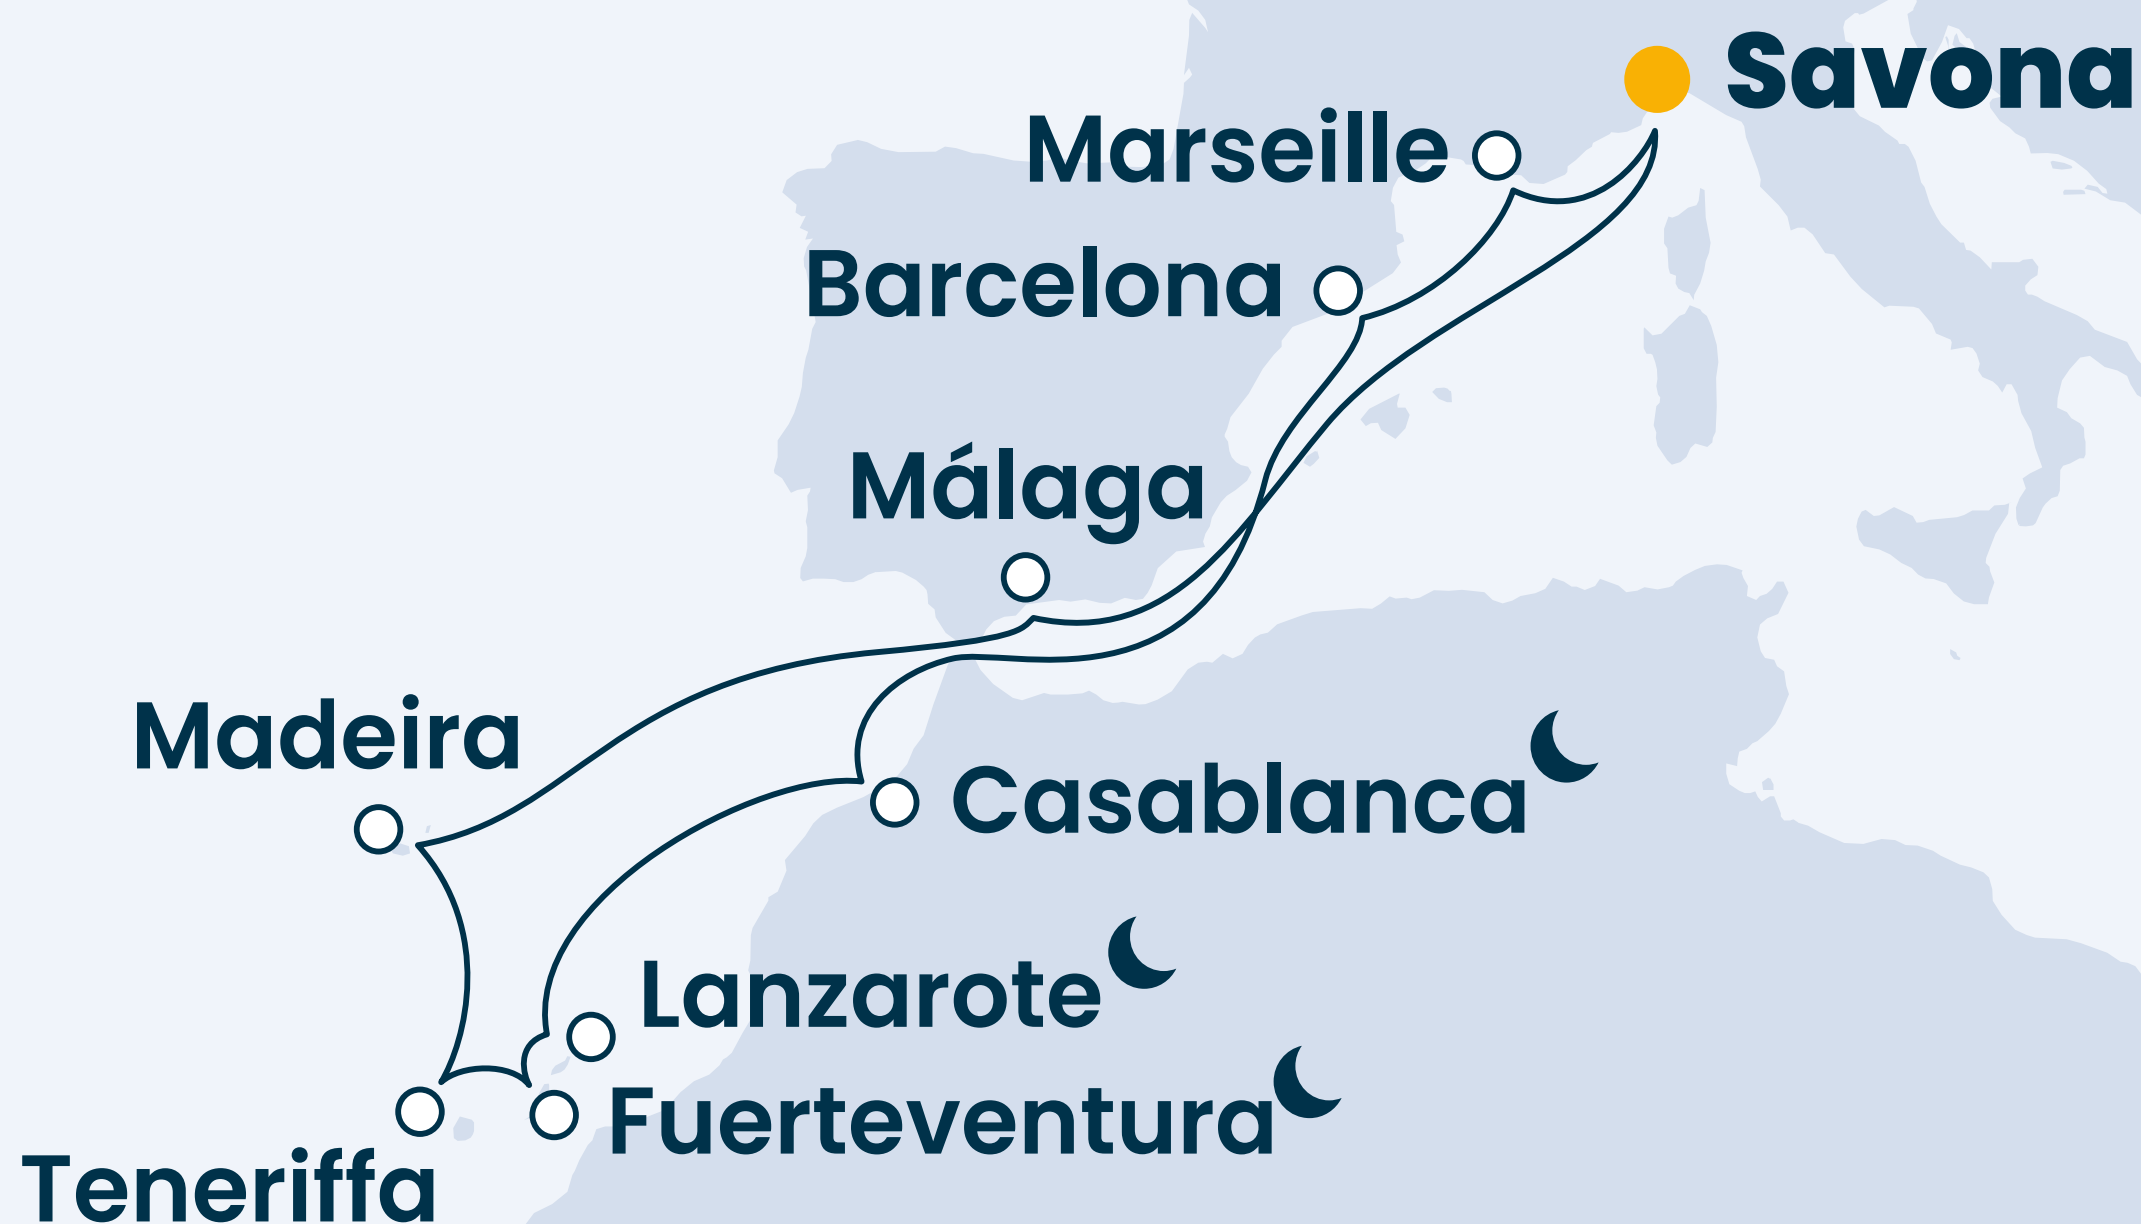 Savona
Marseille
Barcelona
Málaga
Madeira
Casablanca
Lanzarote
Fuerteventura
Teneriffa